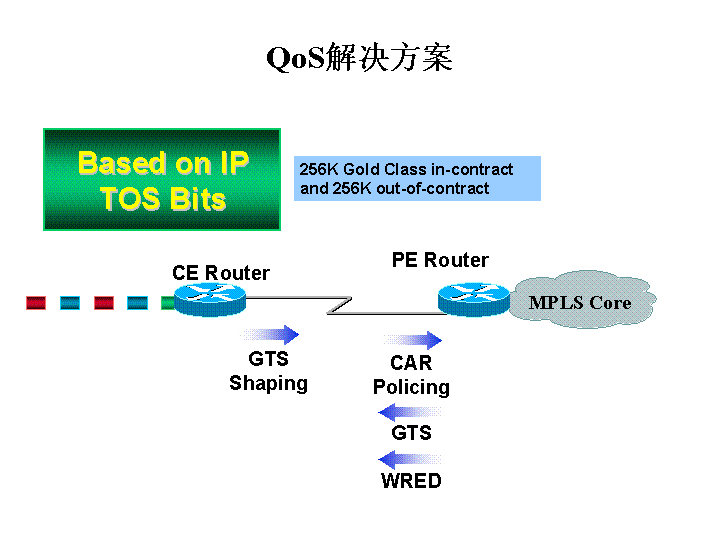 QoS解决方案
Based on IP
TOS Bits
256K Gold Class in-contract
and 256K out-of-contract
CE Router
PE Router
MPLS Core
GTS
Shaping
CAR
Policing
GTS
WRED